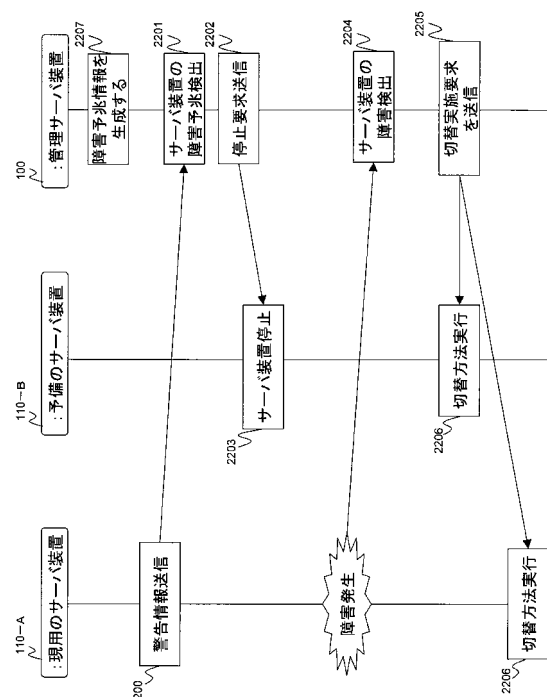 100
:管理サーバ装置
2207
障害予兆情報を
生成する
2201
サーバ装置の
障害予兆検出
2202
停止要求送信
2204
サーバ装置の
障害検出
2205
切替実施要求
を送信
110-B
:予備のサーバ装置
2203
サーバ装置停止
2206
切替方法実行
110-A
:現用のサーバ装置
200
警告情報送信
障害発生
2206
切替方法実行